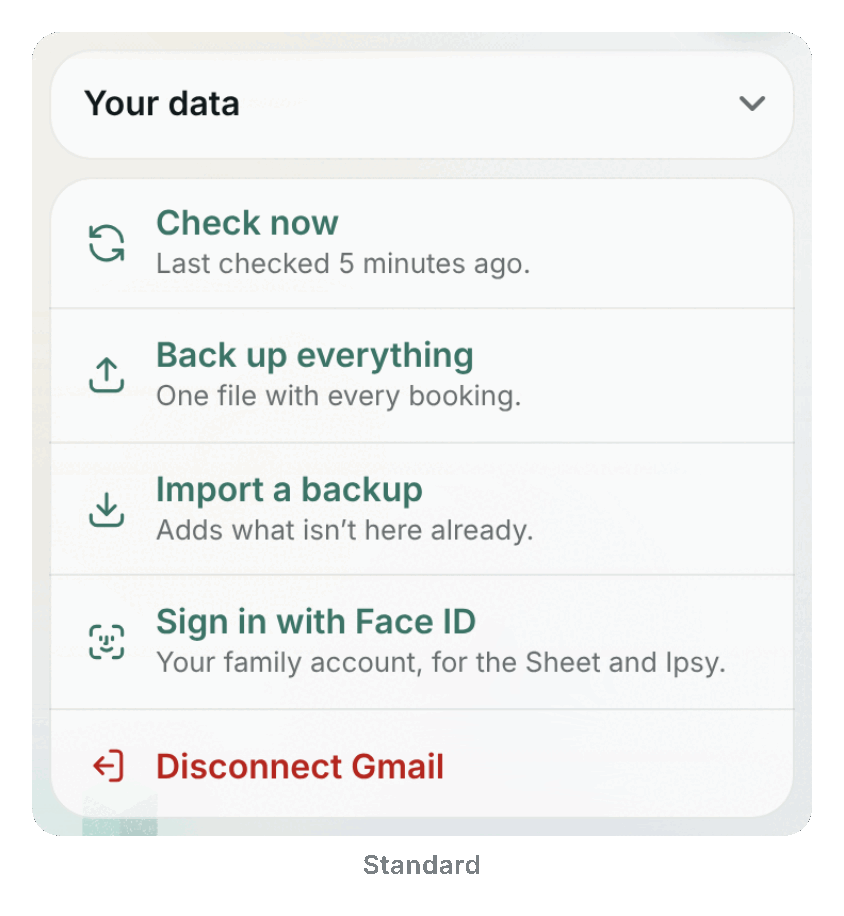 Your data
Check now
Last checked 5 minutes ago.
Back up everything
One file with every booking.
Import a backup
Adds what isn’t here already.
Sign in with Face ID
Your family account, for the Sheet and Ipsy.
Disconnect Gmail
Standard